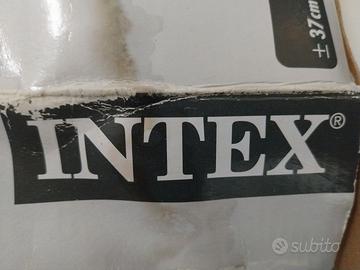 ± 37cm
INTEX®
subito